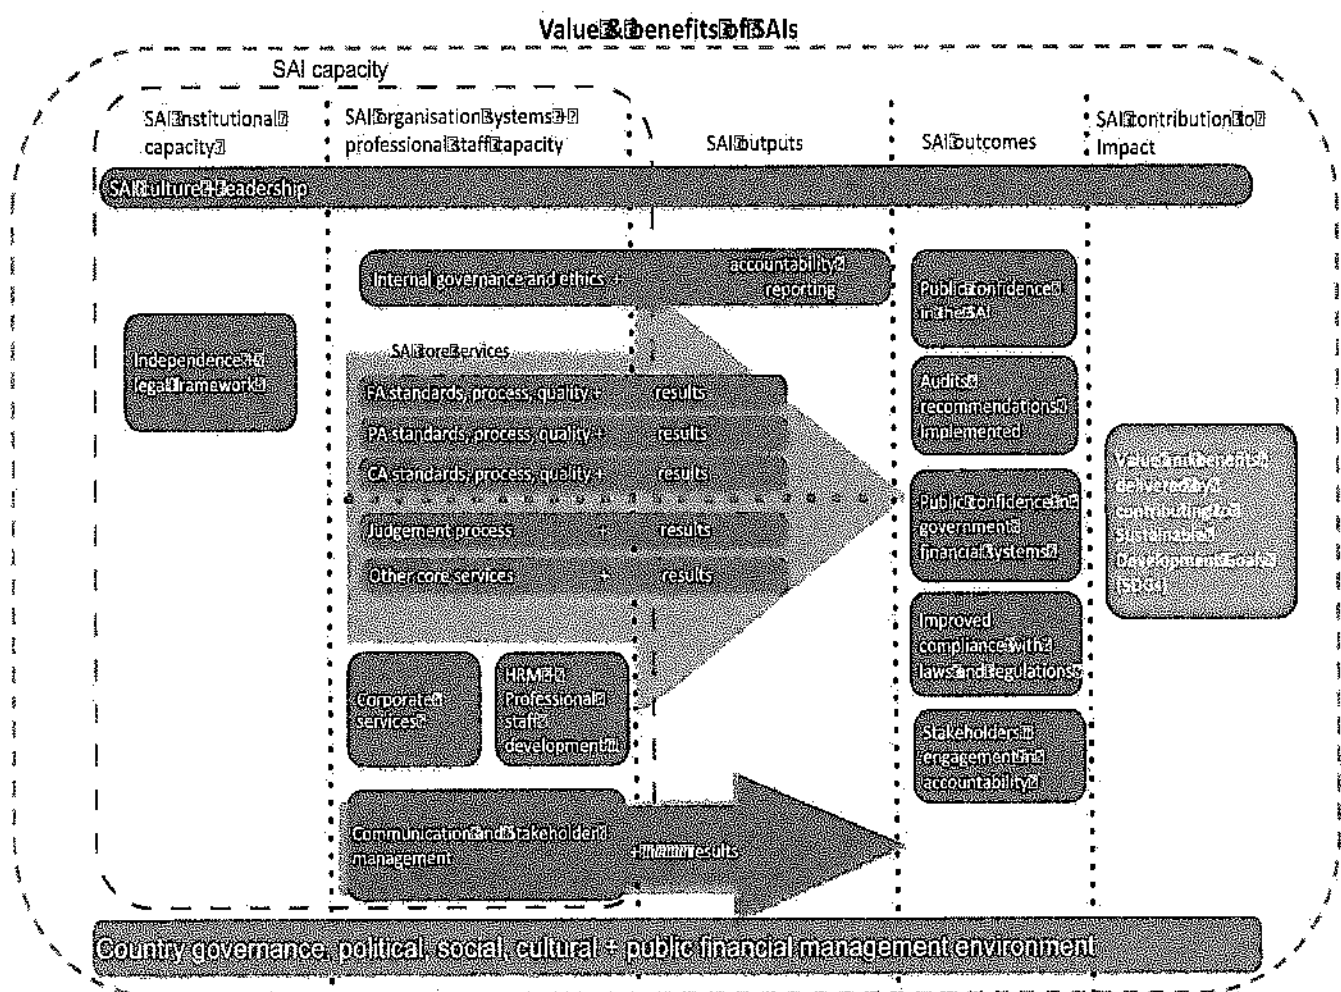 Value & benefits of SAIs
SAI capacity
SAI institutional
capacity
SAI organisation systems +
professional staff capacity
SAI outputs
SAI outcomes
SAI contribution to
Impact
SAI culture + leadership
Internal governance and ethics +
accountability
reporting
Independence +
legal framework
SAI core services
FA standards, process, quality +
results
PA standards, process, quality +
results
CA standards, process, quality +
results
Judgement process +
results
Other core services +
results
Corporate
services
HRM +
Professional
staff
development
Communication and Stakeholder
management
+ results
Public confidence
in the SAI
Audits
recommendations
Implemented
Public confidence in
government
financial systems
Improved
compliance with
laws and regulations
Stakeholders
engagement in
accountability
Value and benefits
delivered by
contributing to
Sustainable
Development Goals
Country governance, political, social, cultural + public financial management environment